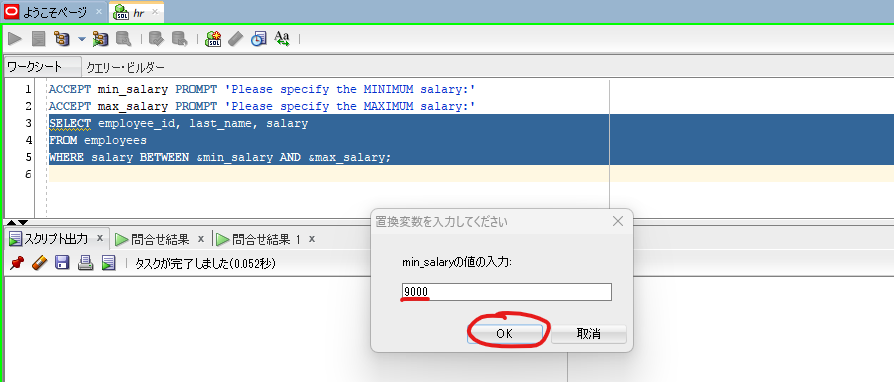 ようこそページ × hr ×
ワークシート クエリー・ビルダー
1 ACCEPT min_salary PROMPT 'Please specify the MINIMUM salary:'
2 ACCEPT max_salary PROMPT 'Please specify the MAXIMUM salary:'
3 SELECT employee_id, last_name, salary
4 FROM employees
5 WHERE salary BETWEEN &min_salary AND &max_salary;
6
スクリプト出力 × 問合せ結果 × 問合せ結果 1 ×
タスクが完了しました(0.052秒)
置換変数を入力してください
min_salaryの値の入力:
9000
OK 取消